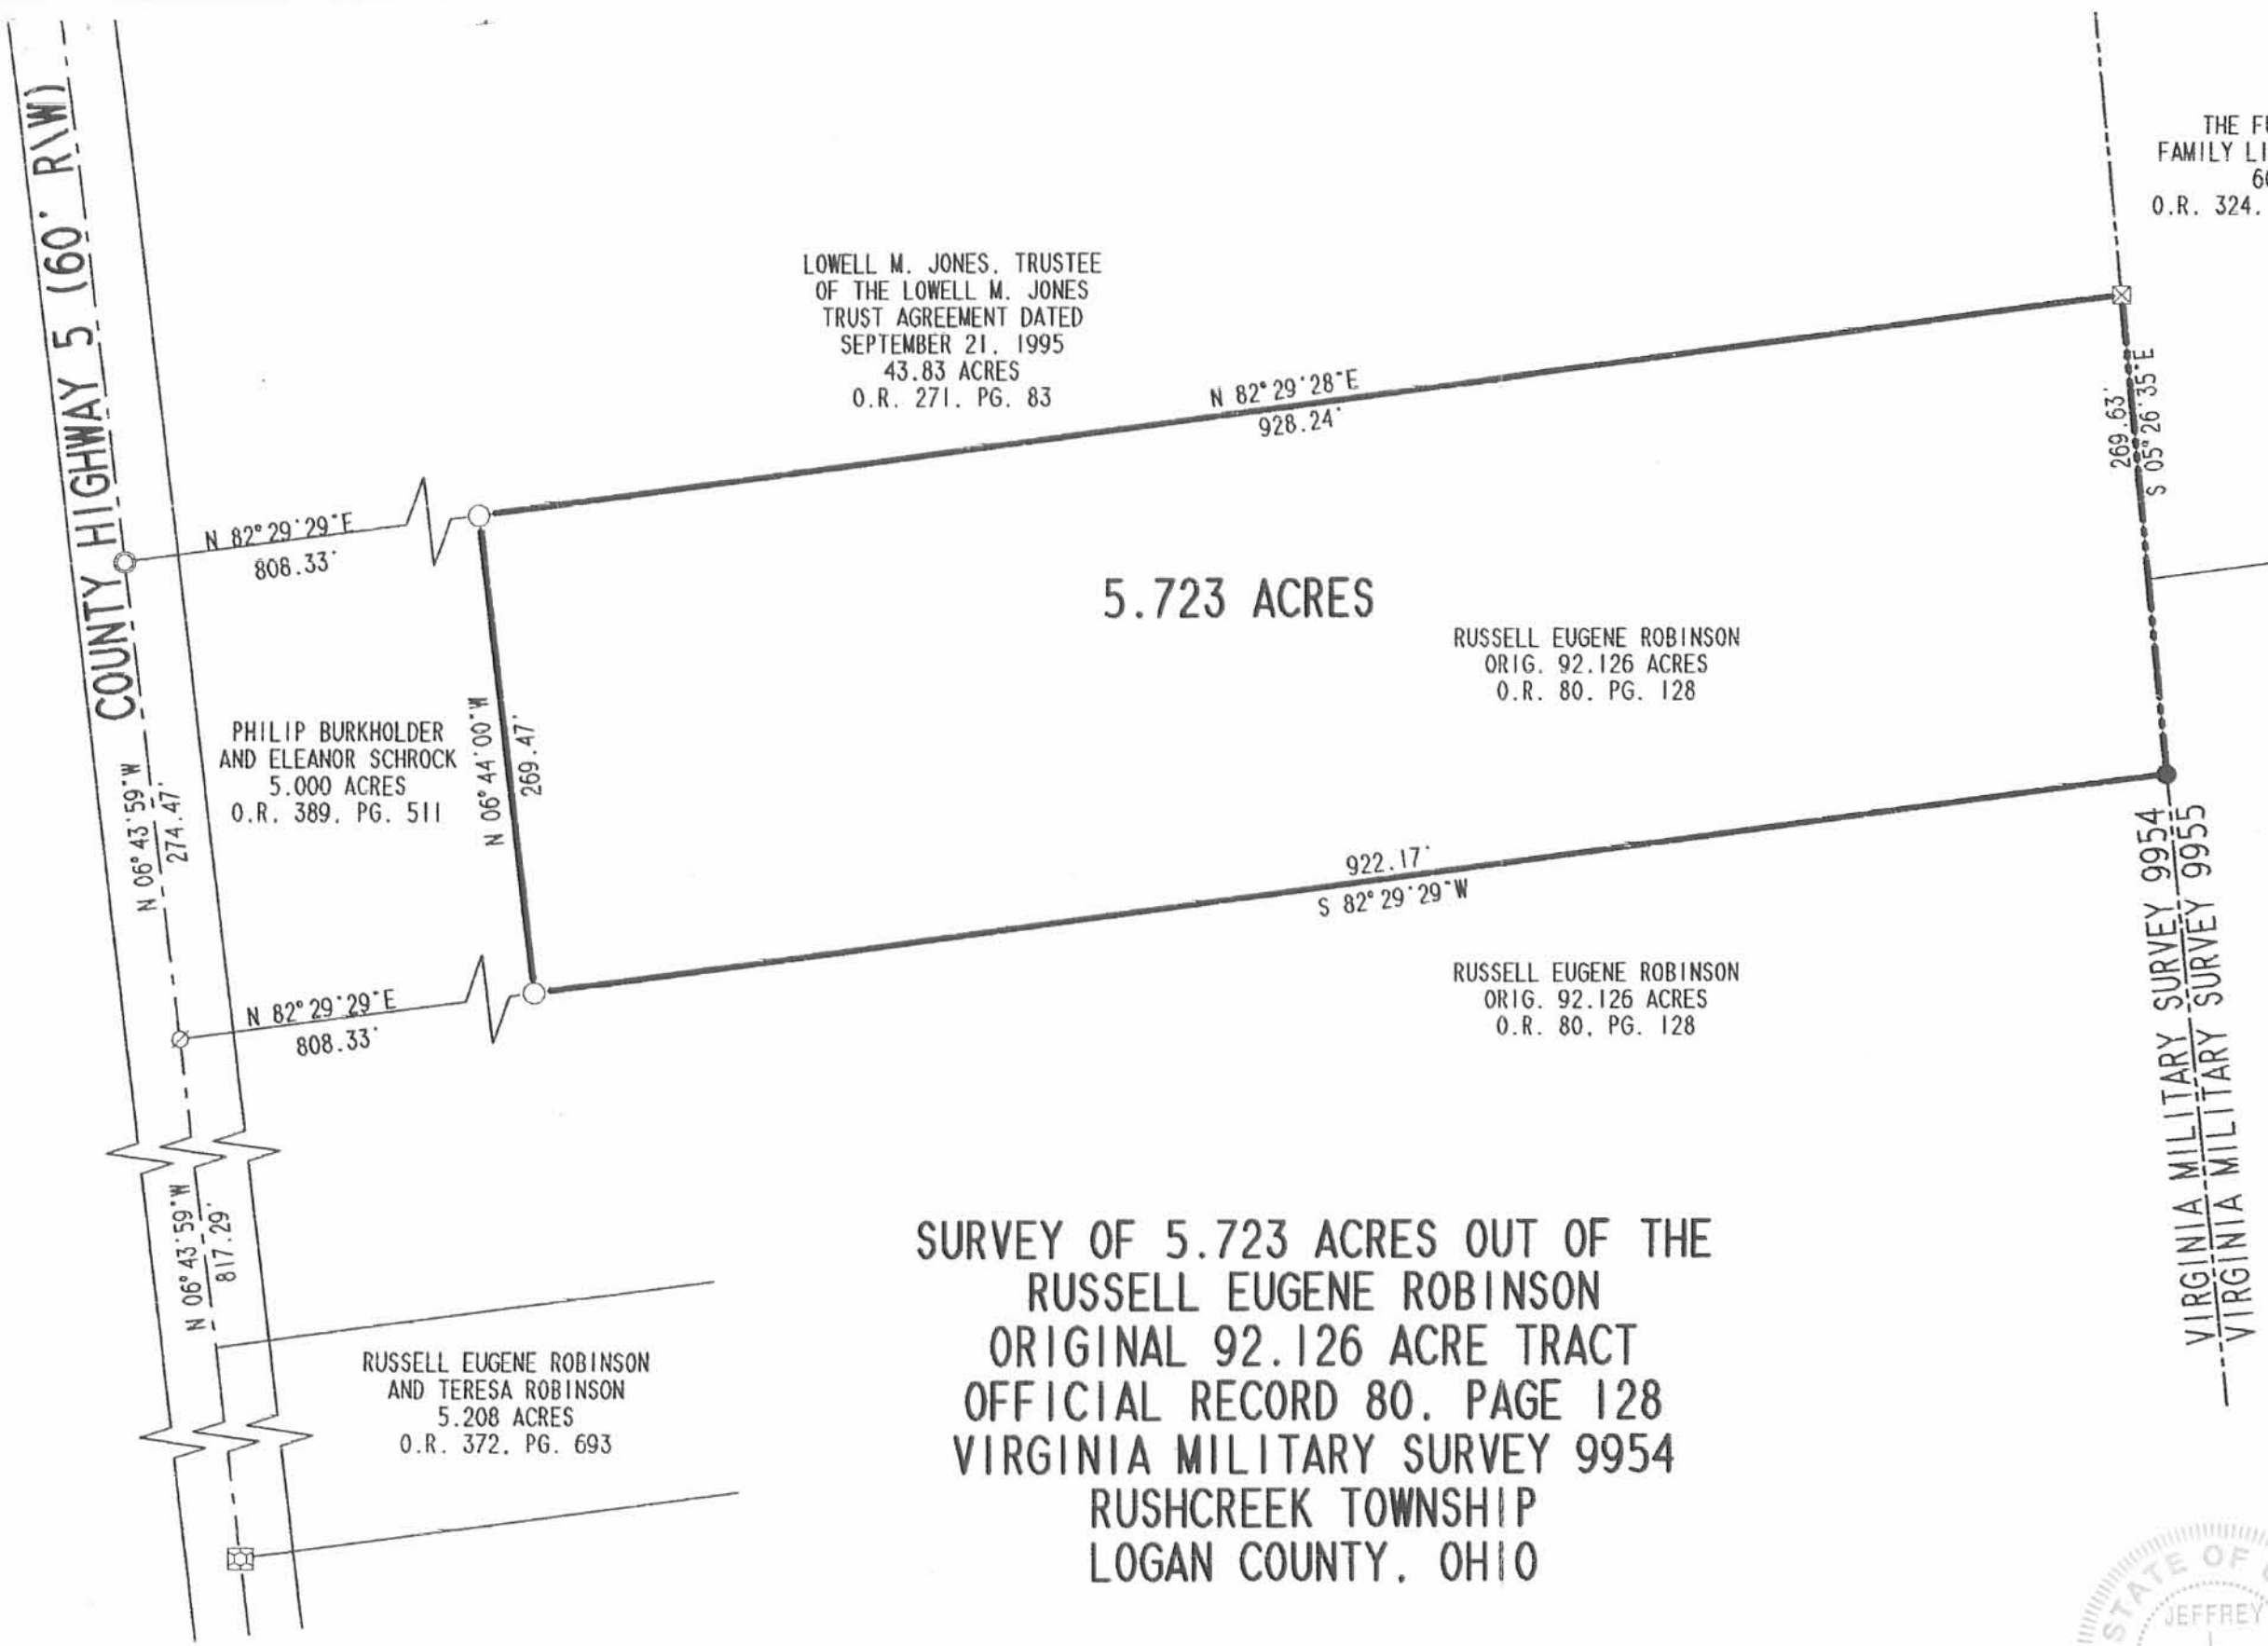 COUNTY HIGHWAY 5 (60' R\W)
THE
FAMILY
O.R. 324.
LOWELL M. JONES, TRUSTEE
OF THE LOWELL M. JONES
TRUST AGREEMENT DATED
SEPTEMBER 21, 1995
43.83 ACRES
O.R. 271, PG. 83
N 82°29'28"E
928.24'
269.63'
S 05°26'35"E
N 82°29'29"E
808.33'
5.723 ACRES
RUSSELL EUGENE ROBINSON
ORIG. 92.126 ACRES
O.R. 80. PG. 128
PHILIP BURKHOLDER
AND ELEANOR SCHROCK
5.000 ACRES
O.R. 389, PG. 511
N 06°44'00"W
269.47'
N 06°43'59"W
274.47'
922.17'
S 82°29'29"W
N 82°29'29"E
808.33'
RUSSELL EUGENE ROBINSON
ORIG. 92.126 ACRES
O.R. 80, PG. 128
VIRGINIA MILITARY SURVEY 9954
VIRGINIA MILITARY SURVEY 9955
N 06°43'59"W
817.29'
RUSSELL EUGENE ROBINSON
AND TERESA ROBINSON
5.208 ACRES
O.R. 372, PG. 693
SURVEY OF 5.723 ACRES OUT OF THE
RUSSELL EUGENE ROBINSON
ORIGINAL 92.126 ACRE TRACT
OFFICIAL RECORD 80. PAGE 128
VIRGINIA MILITARY SURVEY 9954
RUSHCREEK TOWNSHIP
LOGAN COUNTY, OHIO
STATE OF
JEFFREY